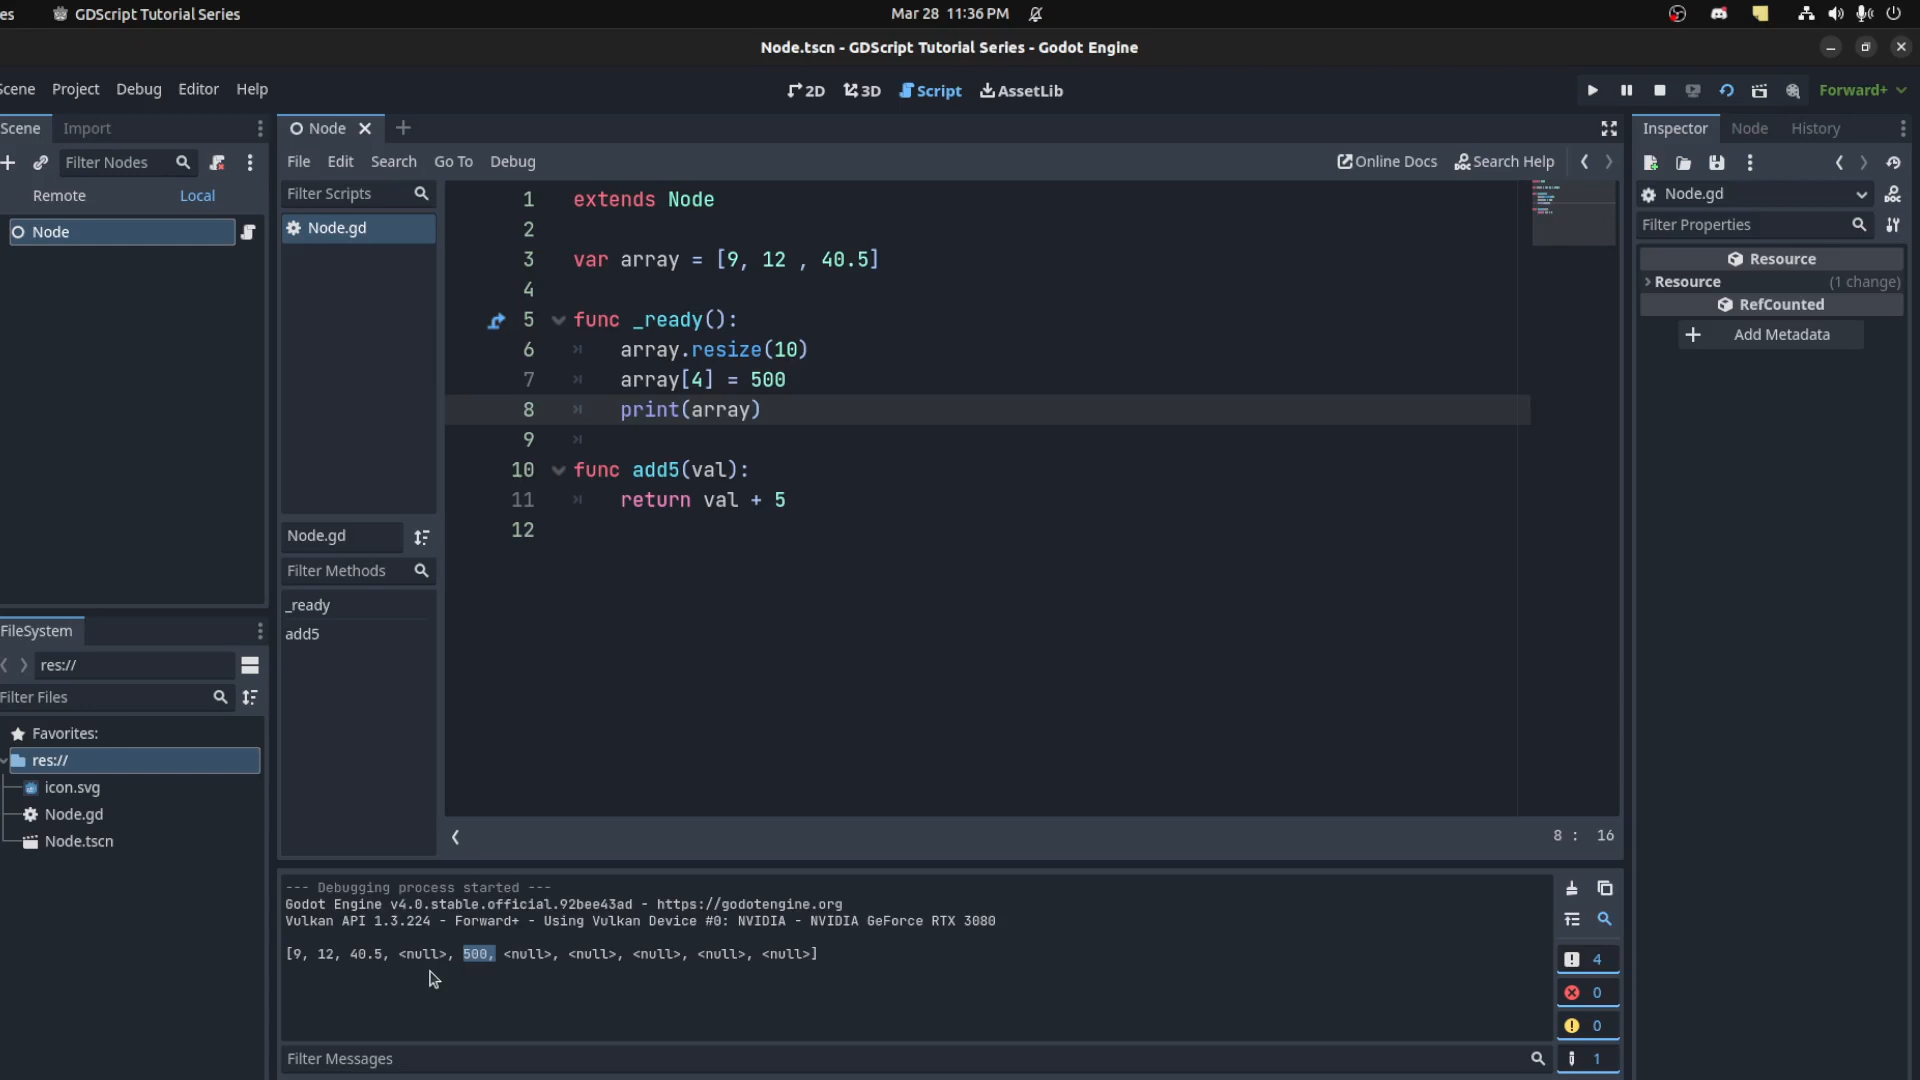 es GDScript Tutorial Series Mar 28 11:36 PM
Node.tscn - GDScript Tutorial Series - Godot Engine
Scene Project Debug Editor Help 2D 3D Script AssetLib Forward+
Scene Import
Filter Nodes
Remote Local
Node
Node
File Edit Search Go To Debug Online Docs Search Help
Filter Scripts
Node.gd
1 extends Node
2
3 var array = [9, 12 , 40.5]
4
5 func _ready():
6 array.resize(10)
7 array[4] = 500
8 print(array)
9
10 func add5(val):
11 return val + 5
12
Node.gd
Filter Methods
_ready
add5
8 : 16
Inspector Node History
Node.gd
Filter Properties
Resource
Resource (1 change)
RefCounted
Add Metadata
FileSystem
res://
Filter Files
Favorites:
res://
icon.svg
Node.gd
Node.tscn
--- Debugging process started ---
Godot Engine v4.0.stable.official.92bee43ad - https://godotengine.org
Vulkan API 1.3.224 - Forward+ - Using Vulkan Device #0: NVIDIA - NVIDIA GeForce RTX 3080
[9, 12, 40.5, <null>, 500, <null>, <null>, <null>, <null>, <null>]
Filter Messages
4
0
0
1